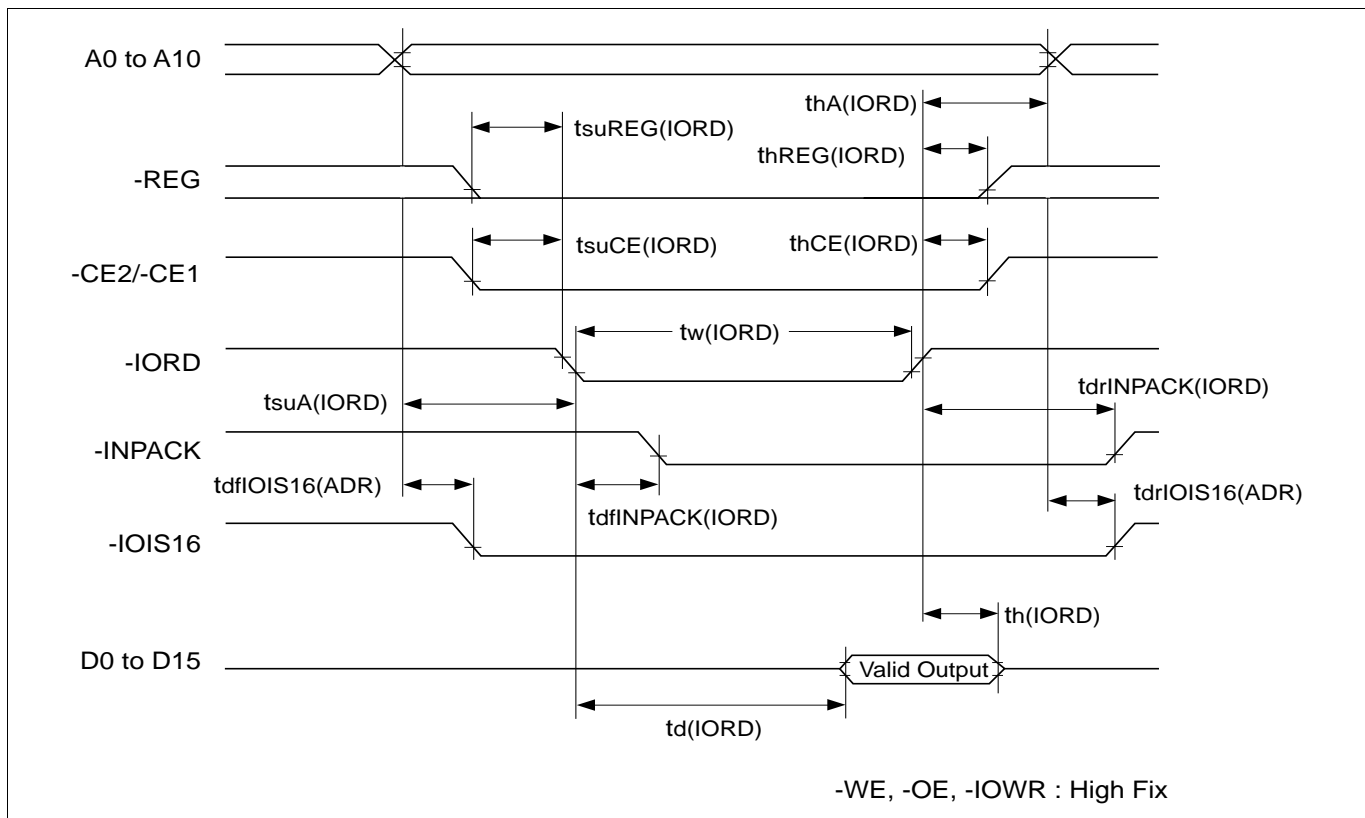 A0 to A10
thA(IORD)
tsuREG(IORD)
thREG(IORD)
-REG
tsuCE(IORD)
thCE(IORD)
-CE2/-CE1
tw(IORD)
-IORD
tdrINPACK(IORD)
tsuA(IORD)
-INPACK
tdfIOIS16(ADR)
tdrIOIS16(ADR)
tdfINPACK(IORD)
-IOIS16
th(IORD)
D0 to D15
Valid Output
td(IORD)
-WE, -OE, -IOWR : High Fix